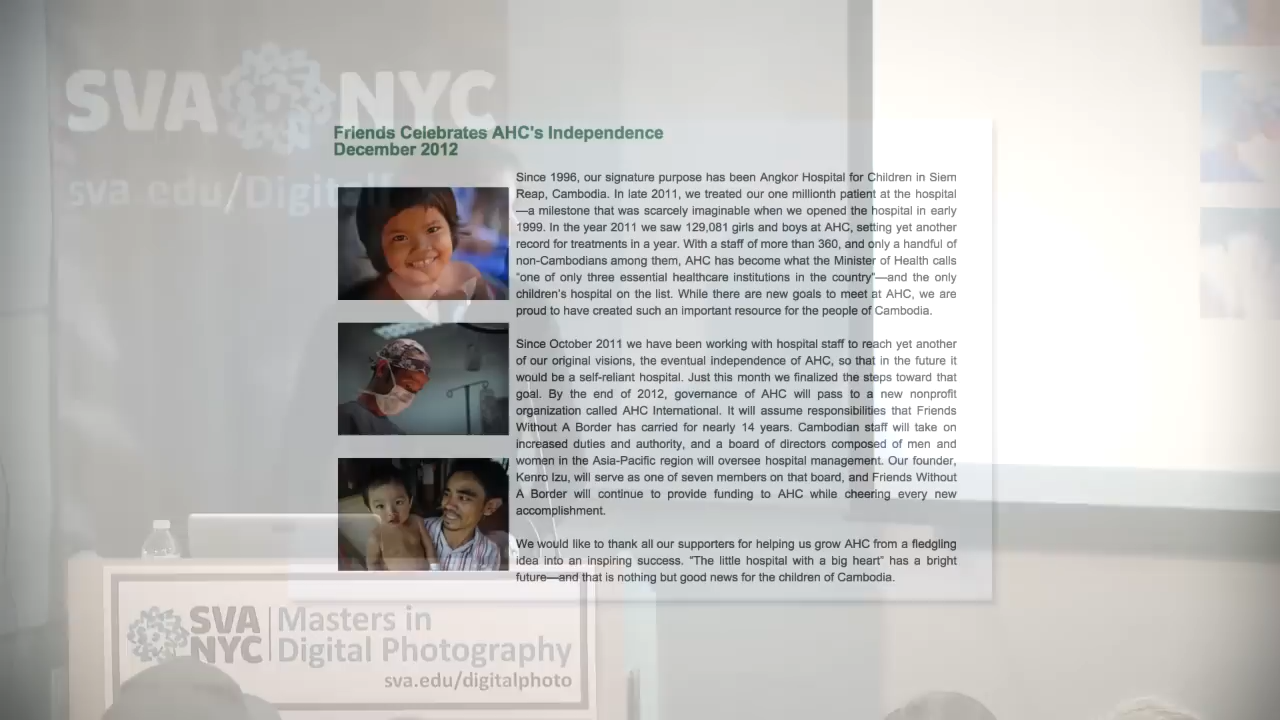 SVA NYC
sva.edu/Digital
Friends Celebrates AHC's Independence
December 2012
Since 1996, our signature purpose has been Angkor Hospital for Children in Siem
Reap, Cambodia. In late 2011, we treated our one millionth patient at the hospital
—a milestone that was scarcely imaginable when we opened the hospital in early
1999. In the year 2011 we saw 129,081 girls and boys at AHC, setting yet another
record for treatments in a year. With a staff of more than 360, and only a handful of
non-Cambodians among them, AHC has become what the Minister of Health calls
"one of only three essential healthcare institutions in the country"—and the only
children's hospital on the list. While there are new goals to meet at AHC, we are
proud to have created such an important resource for the people of Cambodia.
Since October 2011 we have been working with hospital staff to reach yet another
of our original visions, the eventual independence of AHC, so that in the future it
would be a self-reliant hospital. Just this month we finalized the steps toward that
goal. By the end of 2012, governance of AHC will pass to a new nonprofit
organization called AHC International. It will assume responsibilities that Friends
Without A Border has carried for nearly 14 years. Cambodian staff will take on
increased duties and authority, and a board of directors composed of men and
women in the Asia-Pacific region will oversee hospital management. Our founder,
Kenro Izu, will serve as one of seven members on that board, and Friends Without
A Border will continue to provide funding to AHC while cheering every new
accomplishment.
We would like to thank all our supporters for helping us grow AHC from a fledgling
idea into an inspiring success. "The little hospital with a big heart" has a bright
future—and that is nothing but good news for the children of Cambodia.
SVA
NYC
Masters in
Digital Photography
sva.edu/digitalphoto